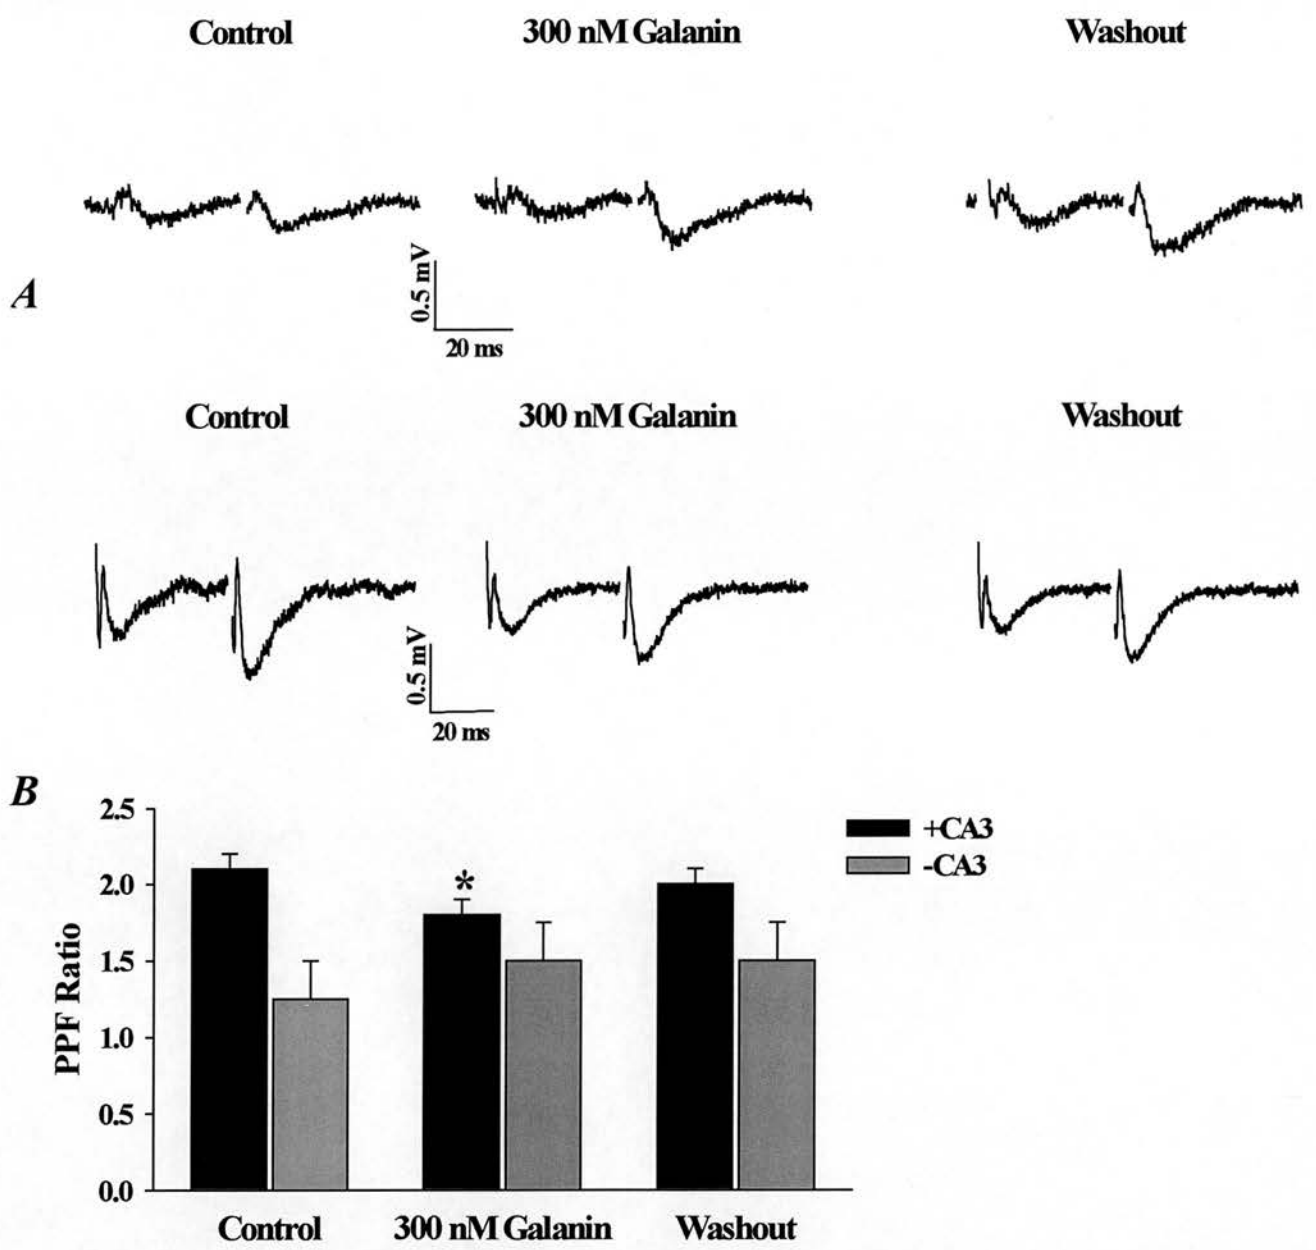 Control 300 nM Galanin Washout
A
0.5 mV
20 ms
Control 300 nM Galanin Washout
0.5 mV
20 ms
B
2.5
2.0
1.5
1.0
0.5
0.0
PPF Ratio
*
+CA3
-CA3
Control 300 nM Galanin Washout